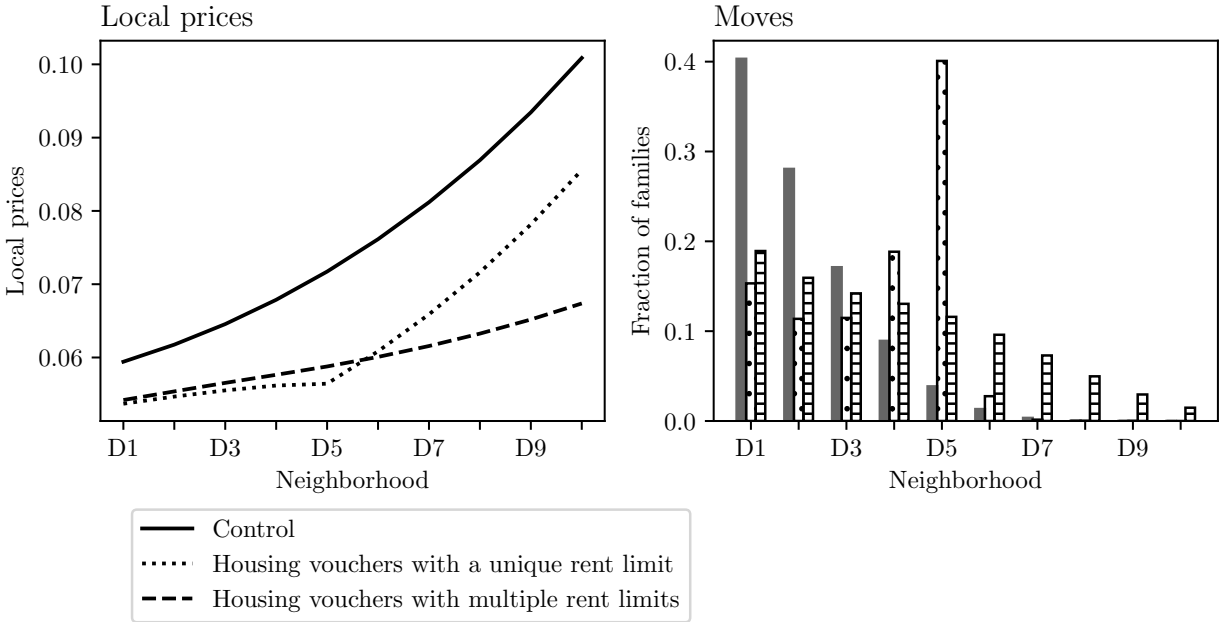 Local prices
Local prices
0.10
0.09
0.08
0.07
0.06
D1
D3
D5
D7
D9
Neighborhood
Moves
Fraction of families
0.4
0.3
0.2
0.1
0.0
D1
D3
D5
D7
D9
Neighborhood
Control
Housing vouchers with a unique rent limit
Housing vouchers with multiple rent limits